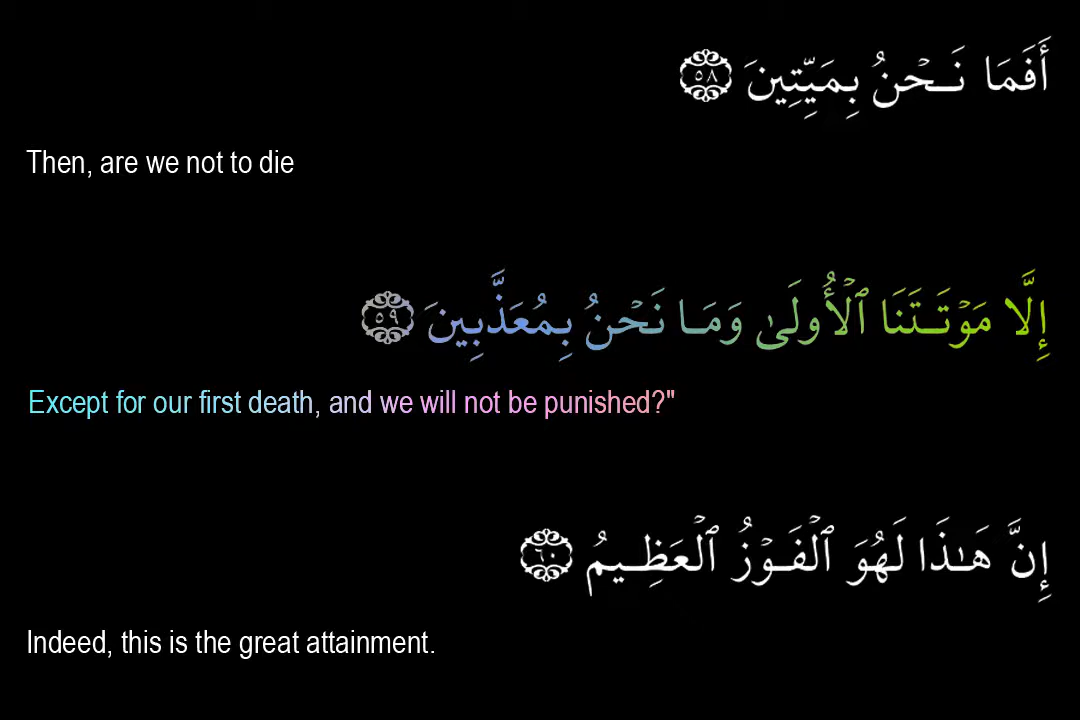 أَفَمَا نَحْنُ بِمَيِّتِينَ ٥٨
Then, are we not to die
إِلَّا مَوْتَتَنَا ٱلْأُولَىٰ وَمَا نَحْنُ بِمُعَذَّبِينَ ٥٩
Except for our first death, and we will not be punished?"
إِنَّ هَـٰذَا لَهُوَ ٱلْفَوْزُ ٱلْعَظِيمُ ٦٠
Indeed, this is the great attainment.